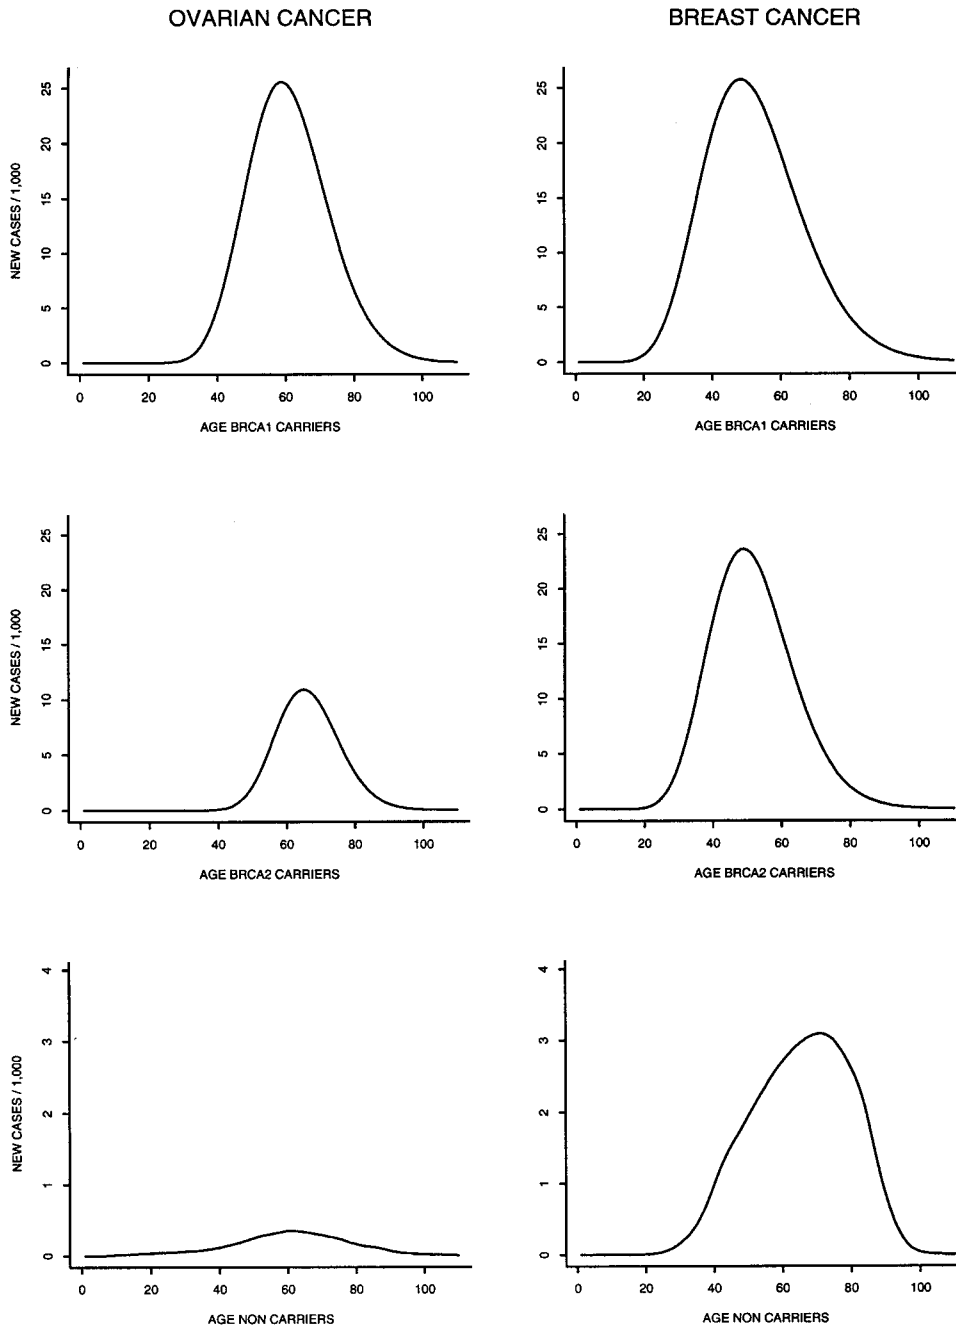 OVARIAN CANCER
BREAST CANCER
NEW CASES / 1,000
25
20
15
10
5
0
0 20 40 60 80 100
AGE BRCA1 CARRIERS
25
20
15
10
5
0
0 20 40 60 80 100
AGE BRCA1 CARRIERS
NEW CASES / 1,000
25
20
15
10
5
0
0 20 40 60 80 100
AGE BRCA2 CARRIERS
25
20
15
10
5
0
0 20 40 60 80 100
AGE BRCA2 CARRIERS
NEW CASES / 1,000
4
3
2
1
0
0 20 40 60 80 100
AGE NON CARRIERS
4
3
2
1
0
0 20 40 60 80 100
AGE NON CARRIERS